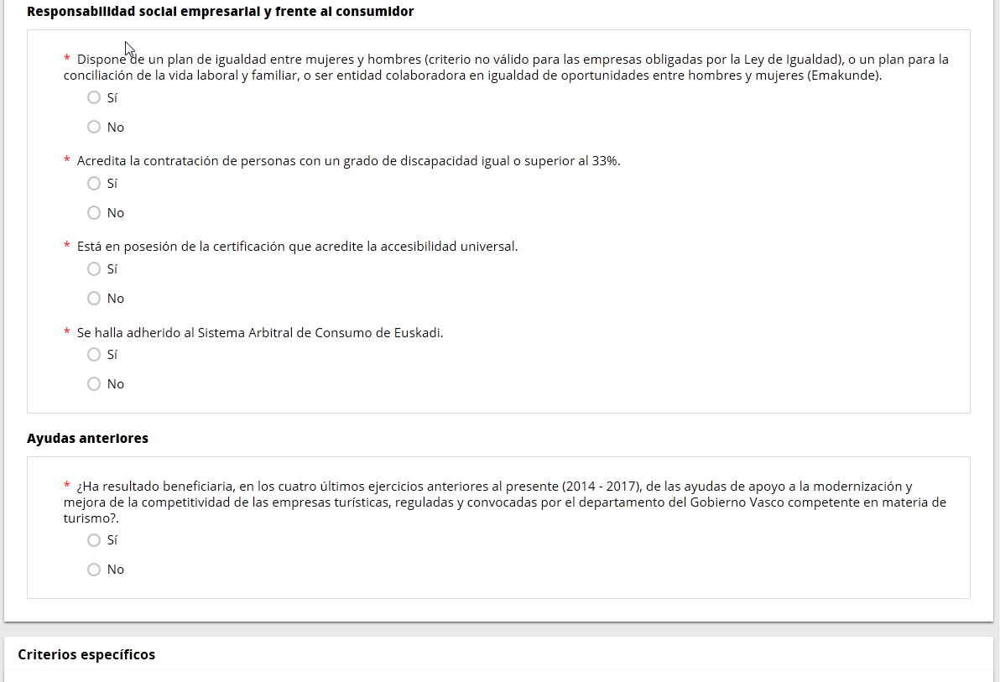 Responsabilidad social empresarial y frente al consumidor
* Dispone de un plan de igualdad entre mujeres y hombres (criterio no válido para las empresas obligadas por la Ley de Igualdad), o un plan para la
conciliación de la vida laboral y familiar, o ser entidad colaboradora en igualdad de oportunidades entre hombres y mujeres (Emakunde).
Sí
No
* Acredita la contratación de personas con un grado de discapacidad igual o superior al 33%.
Sí
No
* Está en posesión de la certificación que acredite la accesibilidad universal.
Sí
No
* Se halla adherido al Sistema Arbitral de Consumo de Euskadi.
Sí
No
Ayudas anteriores
* ¿Ha resultado beneficiaria, en los cuatro últimos ejercicios anteriores al presente (2014 - 2017), de las ayudas de apoyo a la modernización y
mejora de la competitividad de las empresas turísticas, reguladas y convocadas por el departamento del Gobierno Vasco competente en materia de
turismo?.
Sí
No
Criterios específicos